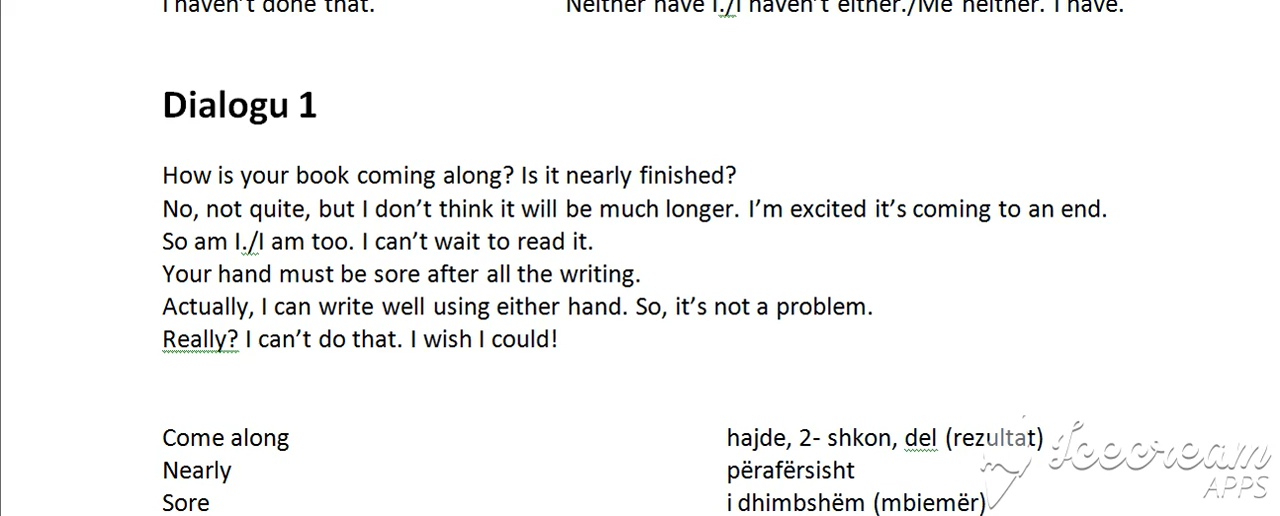 I haven't done that. Neither have I./I haven't either./Me neither. I have.
Dialogu 1
How is your book coming along? Is it nearly finished?
No, not quite, but I don't think it will be much longer. I'm excited it's coming to an end.
So am I./I am too. I can't wait to read it.
Your hand must be sore after all the writing.
Actually, I can write well using either hand. So, it's not a problem.
Really? I can't do that. I wish I could!
Come along hajde, 2- shkon, del (rezultat)
Nearly përafërsisht
Sore i dhimbshëm (mbiemër)
Icecream
APPS